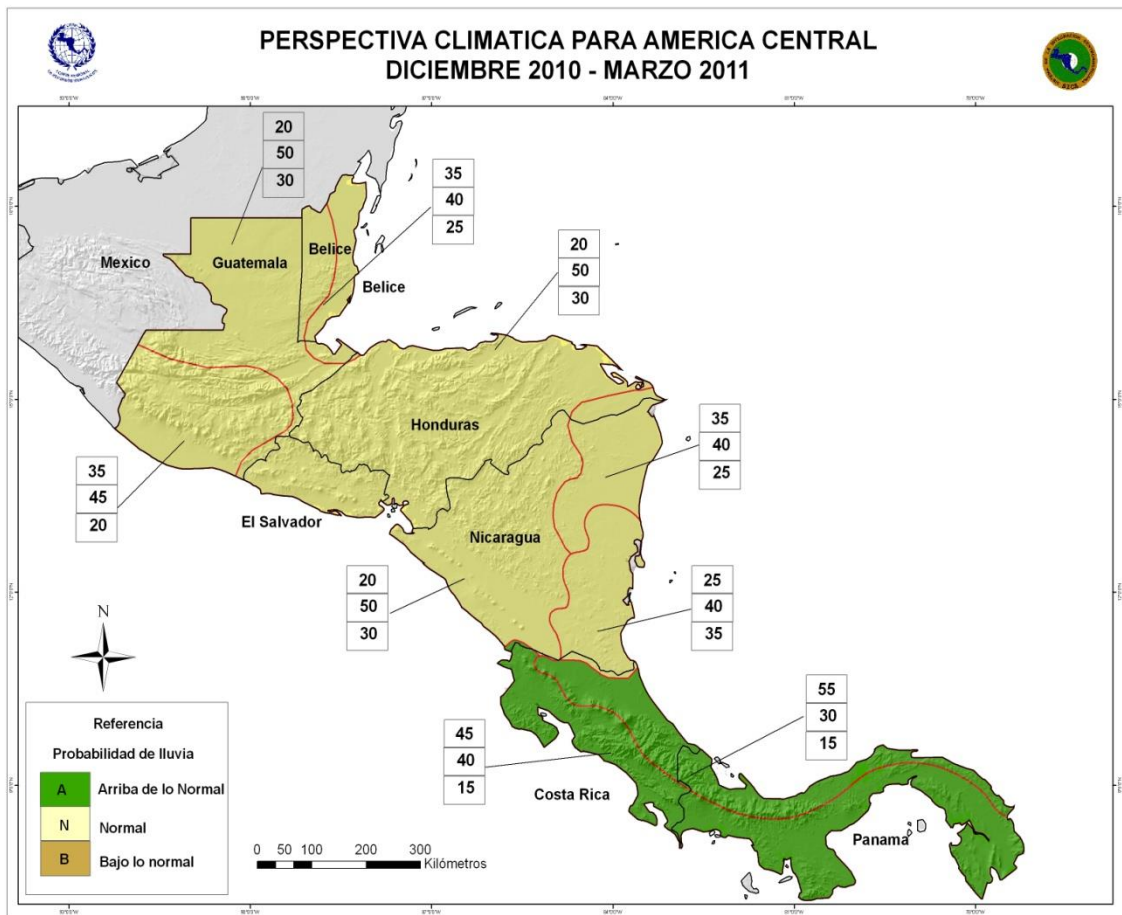 PERSPECTIVA CLIMATICA PARA AMERICA CENTRAL
DICIEMBRE 2010 - MARZO 2011
20
50
30
35
40
25
Mexico
Guatemala
Belice
Belice
20
50
30
Honduras
35
40
25
35
45
20
El Salvador
Nicaragua
20
50
30
25
40
35
N
55
30
15
45
40
15
Costa Rica
Panama
Referencia
Probabilidad de lluvia
A Arriba de lo Normal
N Normal
B Bajo lo normal
0 50 100 200 300
Kilómetros